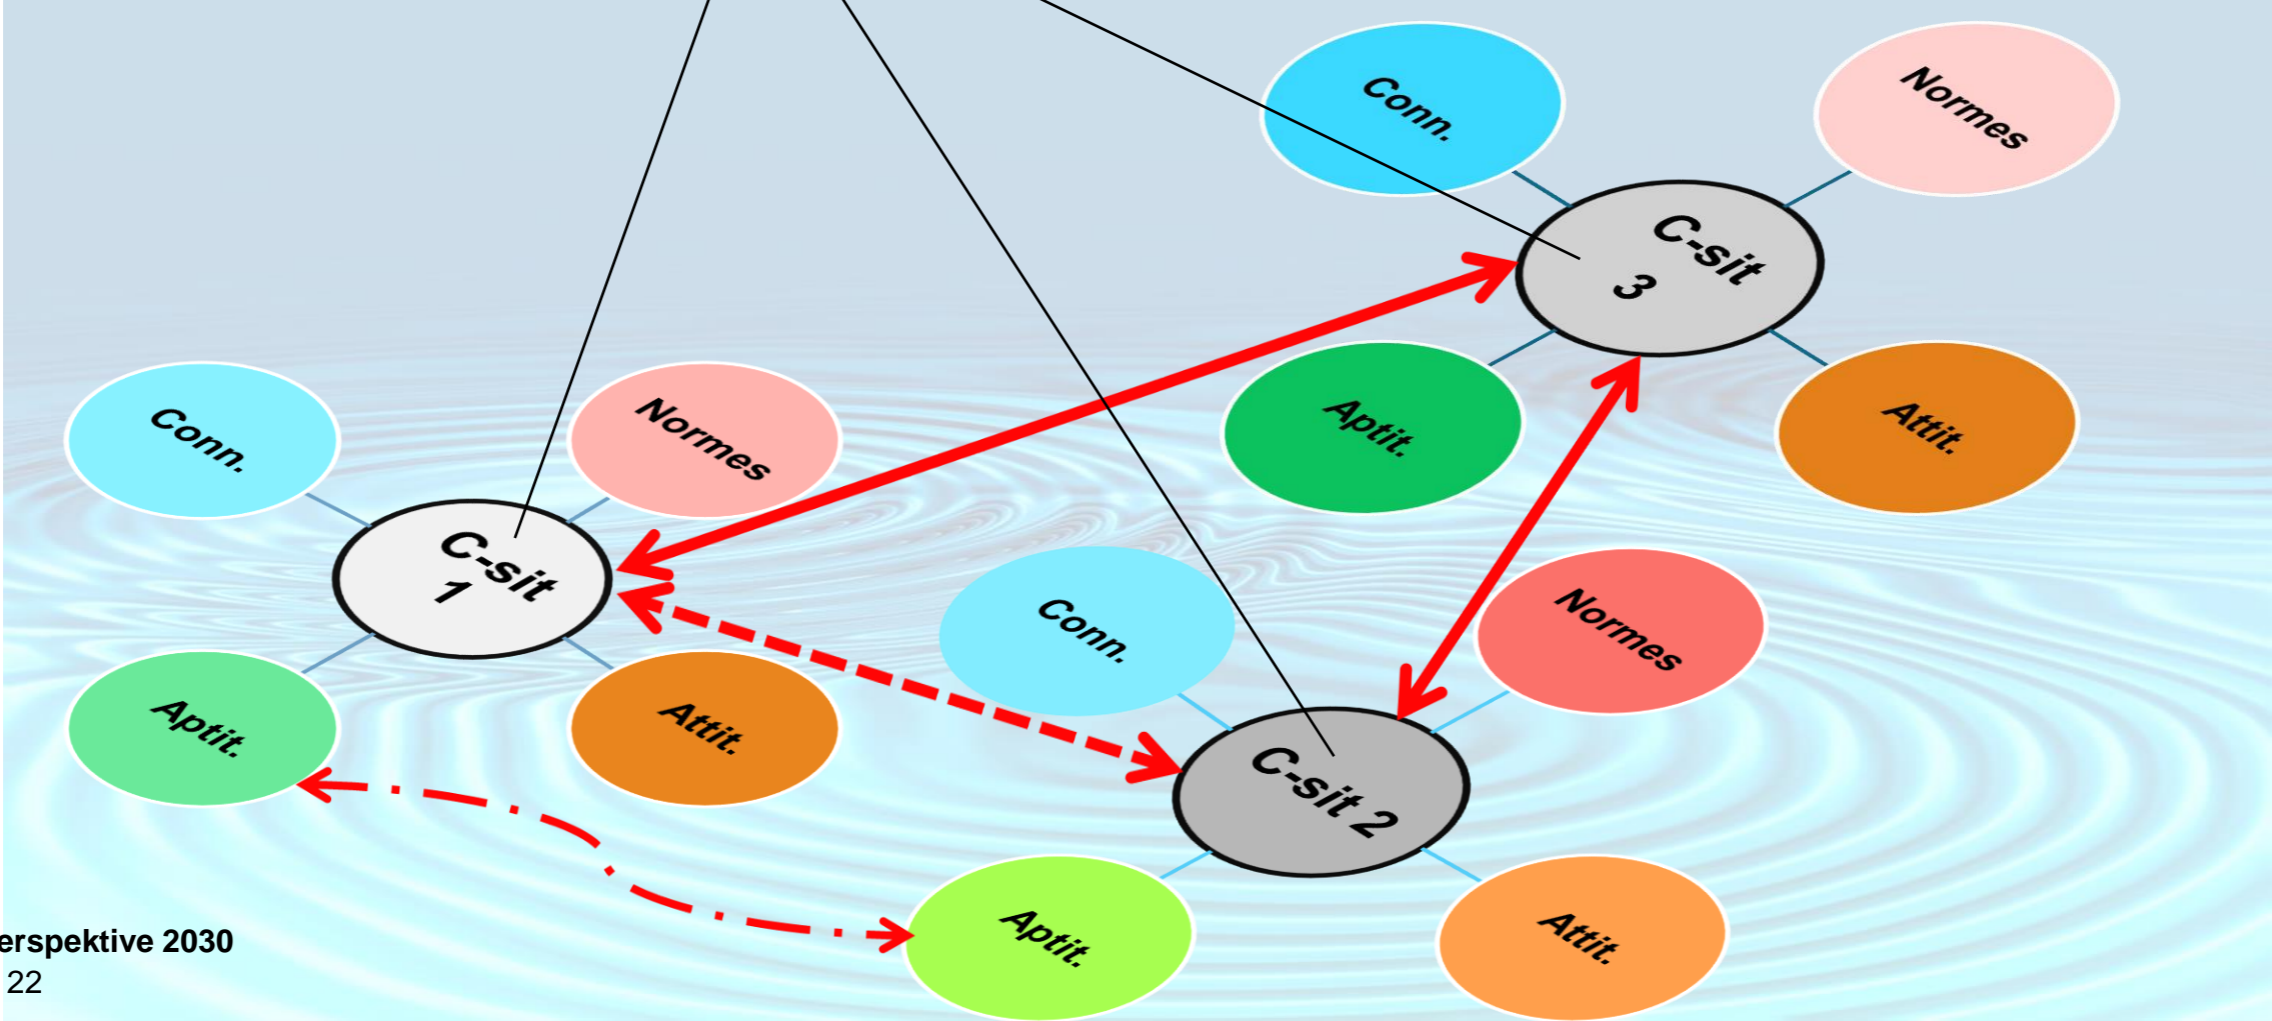 Conn.
Normes
C-sit
3
Aptit.
Attit.
Conn.
Normes
C-sit
1
Aptit.
Attit.
Conn.
Normes
C-sit 2
Aptit.
Attit.
erspektive 2030
22